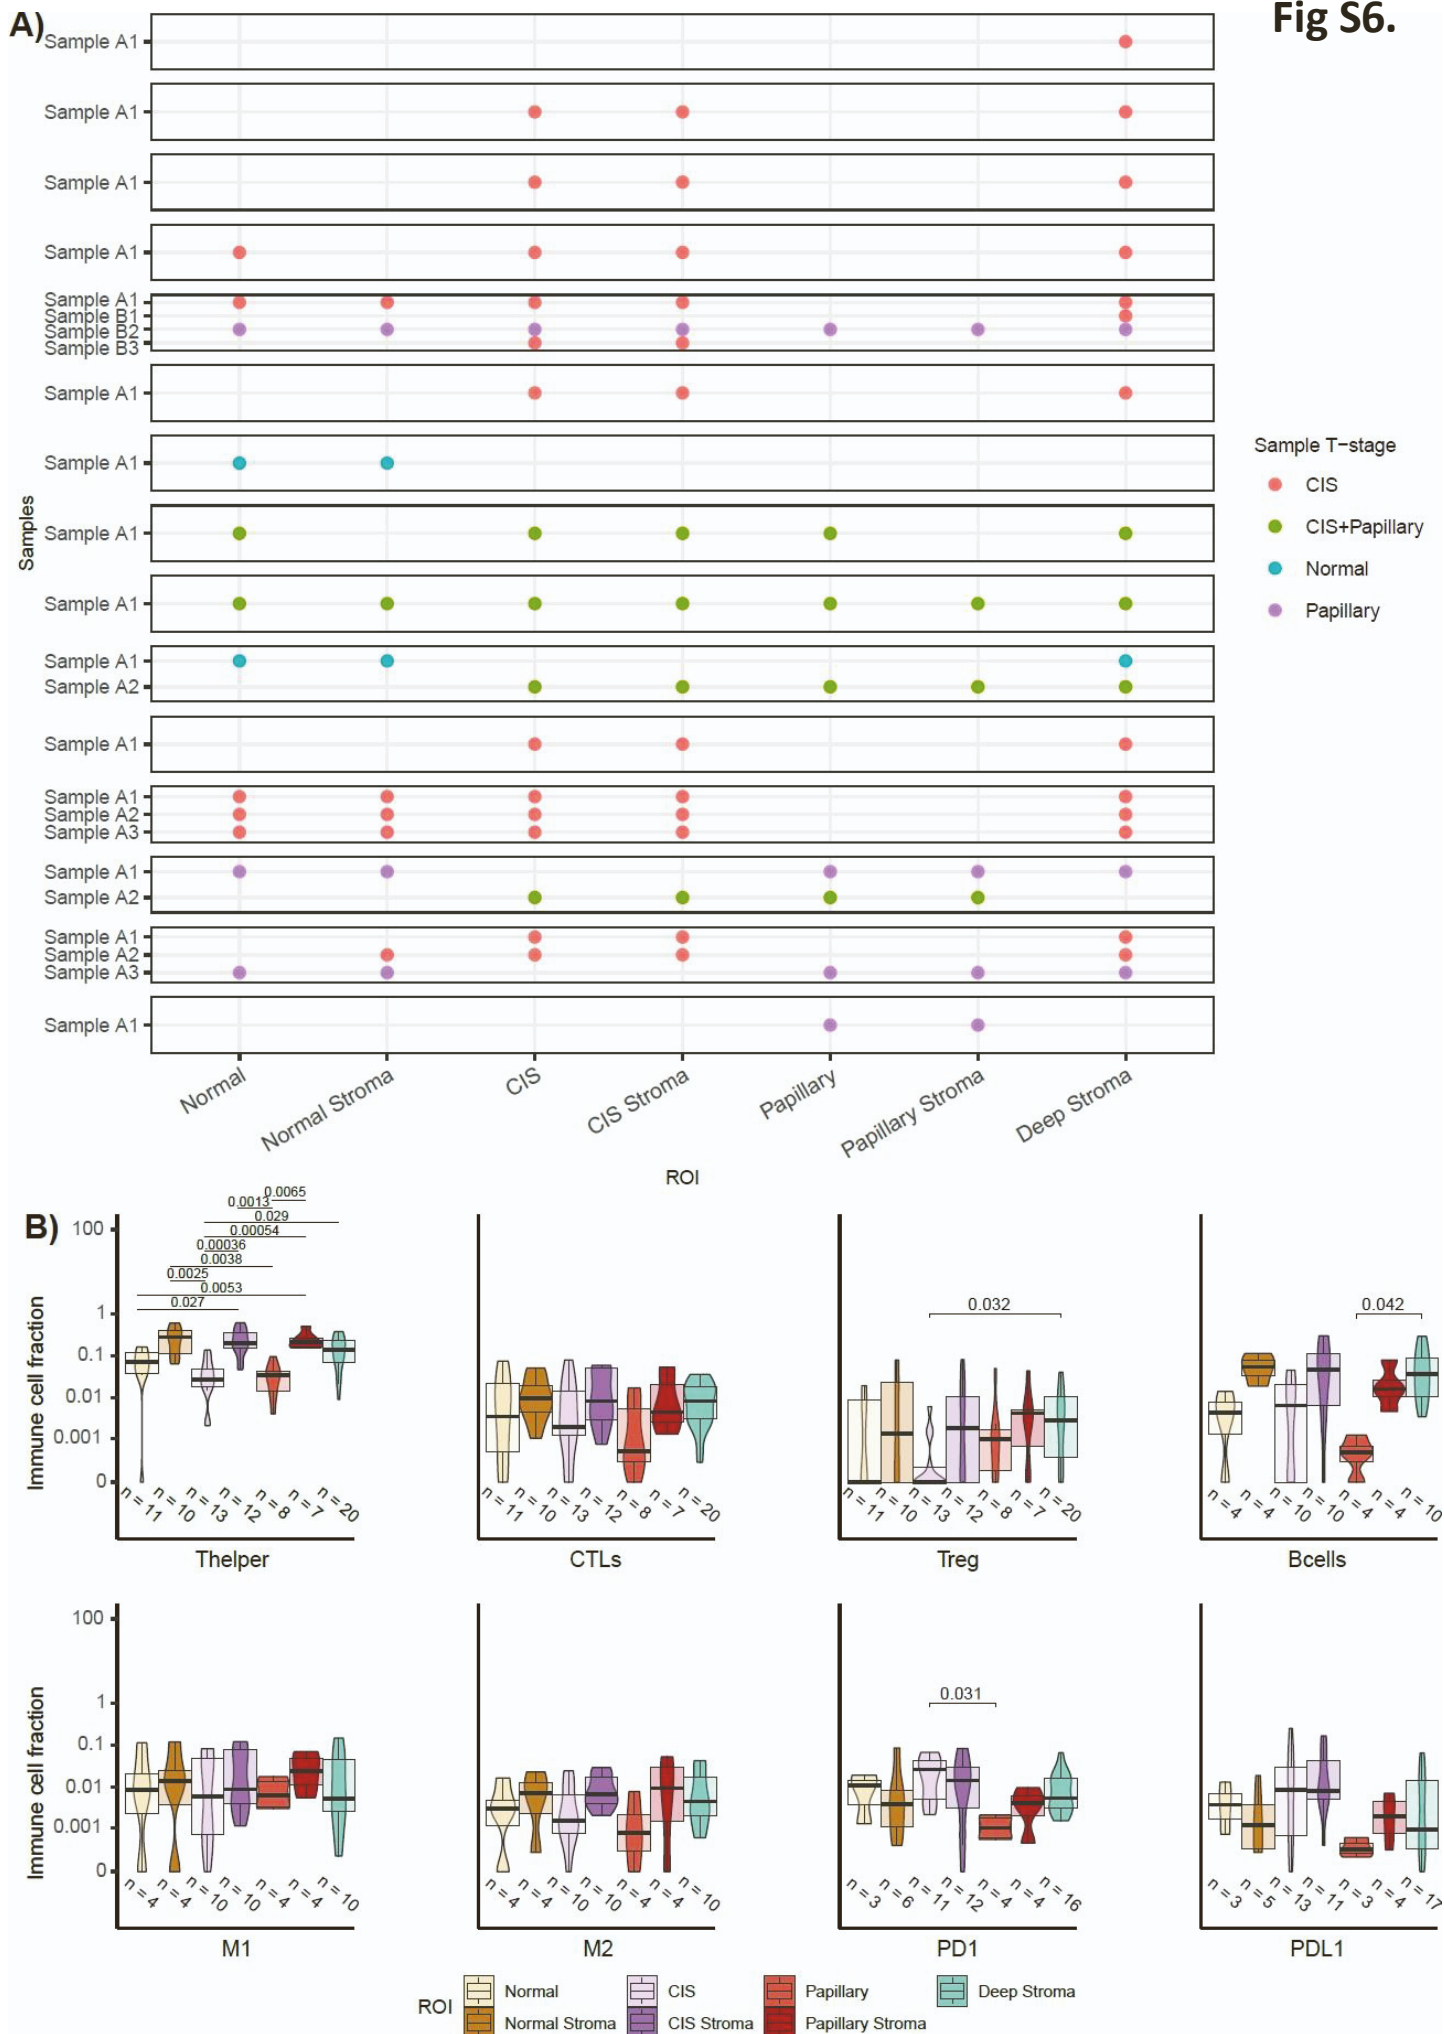 Fig S6.
A)
Sample A1
Sample A1
Sample A1
Sample A1
Sample A1
Sample B1
Sample B2
Sample B3
Sample A1
Sample A1
Sample A1
Sample A1
Sample A1
Sample A2
Sample A1
Sample A1
Sample A2
Sample A3
Sample A1
Sample A2
Sample A1
Sample A2
Sample A3
Sample A1
Samples
Normal
Normal Stroma
CIS
CIS Stroma
Papillary
Papillary Stroma
Deep Stroma
ROI
Sample T-stage
CIS
CIS+Papillary
Normal
Papillary
B)
Immune cell fraction
100
1
0.1
0.01
0.001
0
0.0065
0.0013
0.029
0.00054
0.00036
0.0038
0.0025
0.0053
0.027
n = 11
n = 10
n = 13
n = 12
n = 8
n = 7
n = 20
Thelper
n = 11
n = 10
n = 13
n = 12
n = 8
n = 7
n = 20
CTLs
0.032
n = 11
n = 10
n = 13
n = 12
n = 8
n = 7
n = 20
Treg
0.042
n = 4
n = 4
n = 10
n = 10
n = 4
n = 4
n = 10
Bcells
Immune cell fraction
100
1
0.1
0.01
0.001
0
n = 4
n = 4
n = 10
n = 10
n = 4
n = 4
n = 10
M1
n = 4
n = 4
n = 10
n = 10
n = 4
n = 4
n = 10
M2
0.031
n = 3
n = 6
n = 11
n = 12
n = 4
n = 4
n = 16
PD1
n = 3
n = 5
n = 13
n = 11
n = 3
n = 4
n = 17
PDL1
ROI
Normal
CIS
Papillary
Deep Stroma
Normal Stroma
CIS Stroma
Papillary Stroma